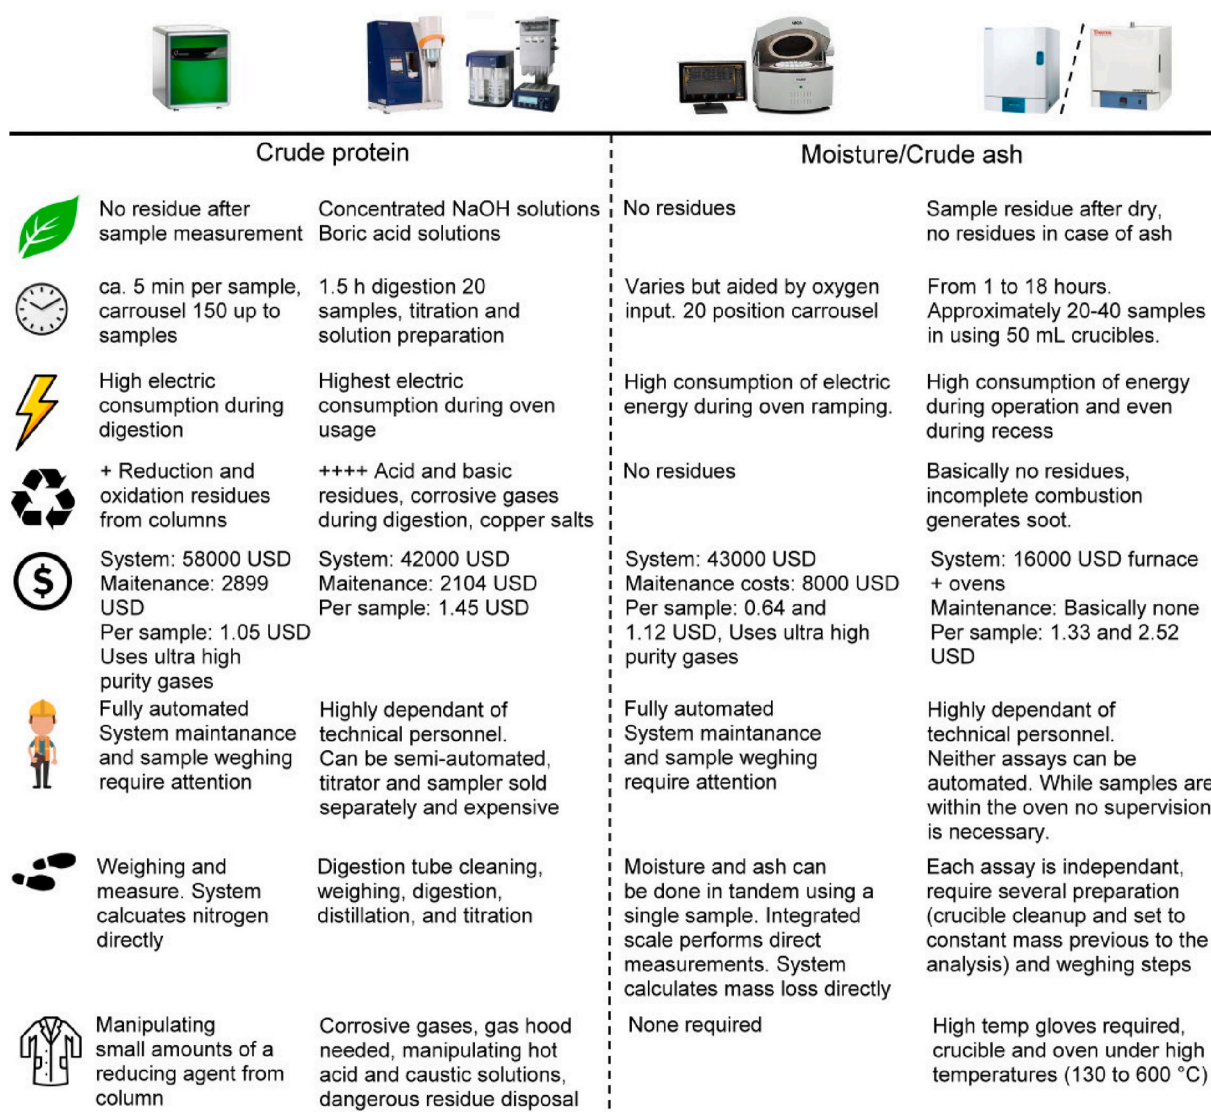 Crude protein
Moisture/Crude ash
No residue after
sample measurement
Concentrated NaOH solutions
Boric acid solutions
No residues
Sample residue after dry,
no residues in case of ash
ca. 5 min per sample,
carrousel 150 up to
samples
1.5 h digestion 20
samples, titration and
solution preparation
Varies but aided by oxygen
input. 20 position carrousel
From 1 to 18 hours.
Approximately 20-40 samples
in using 50 mL crucibles.
High electric
consumption during
digestion
Highest electric
consumption during oven
usage
High consumption of electric
energy during oven ramping.
High consumption of energy
during operation and even
during recess
+ Reduction and
oxidation residues
from columns
++++ Acid and basic
residues, corrosive gases
during digestion, copper salts
No residues
Basically no residues,
incomplete combustion
generates soot.
$
System: 58000 USD
Maitenance: 2899
USD
Per sample: 1.05 USD
Uses ultra high
purity gases
System: 42000 USD
Maitenance: 2104 USD
Per sample: 1.45 USD
System: 43000 USD
Maitenance costs: 8000 USD
Per sample: 0.64 and
1.12 USD, Uses ultra high
purity gases
System: 16000 USD furnace
+ ovens
Maintenance: Basically none
Per sample: 1.33 and 2.52
USD
Fully automated
System maintanance
and sample weghing
require attention
Highly dependant of
technical personnel.
Can be semi-automated,
titrator and sampler sold
separately and expensive
Fully automated
System maintanance
and sample weghing
require attention
Highly dependant of
technical personnel.
Neither assays can be
automated. While samples are
within the oven no supervision
is necessary.
Weighing and
measure. System
calcuates nitrogen
directly
Digestion tube cleaning,
weighing, digestion,
distillation, and titration
Moisture and ash can
be done in tandem using a
single sample. Integrated
scale performs direct
measurements. System
calculates mass loss directly
Each assay is independant,
require several preparation
(crucible cleanup and set to
constant mass previous to the
analysis) and weghing steps
Manipulating
small amounts of a
reducing agent from
column
Corrosive gases, gas hood
needed, manipulating hot
acid and caustic solutions,
dangerous residue disposal
None required
High temp gloves required,
crucible and oven under high
temperatures (130 to 600 °C)